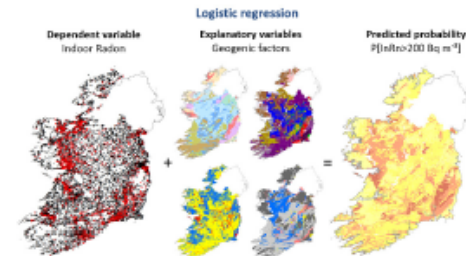 Logistic regression
Dependent variable
Indoor Radon
Explanatory variables
Geogenic factors
Predicted probability
P[InRn>200 Bq m⁻³]
+
=